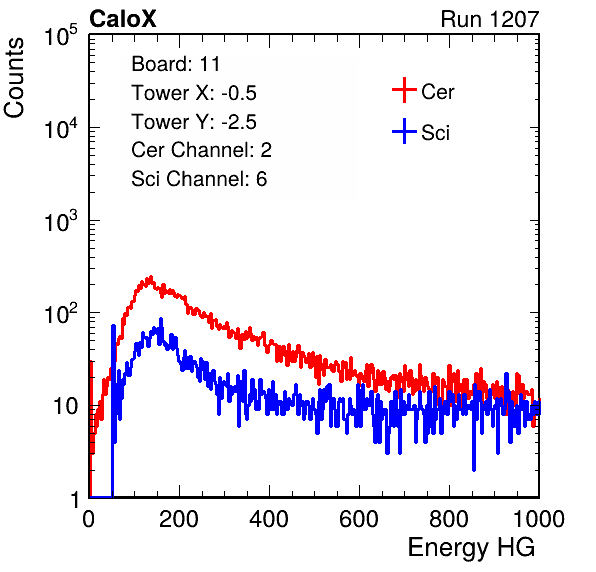 CaloX Run 1207
Counts
10^5
10^4
10^3
10^2
10
1
Board: 11
Tower X: -0.5
Tower Y: -2.5
Cer Channel: 2
Sci Channel: 6
Cer
Sci
0 200 400 600 800 1000
Energy HG